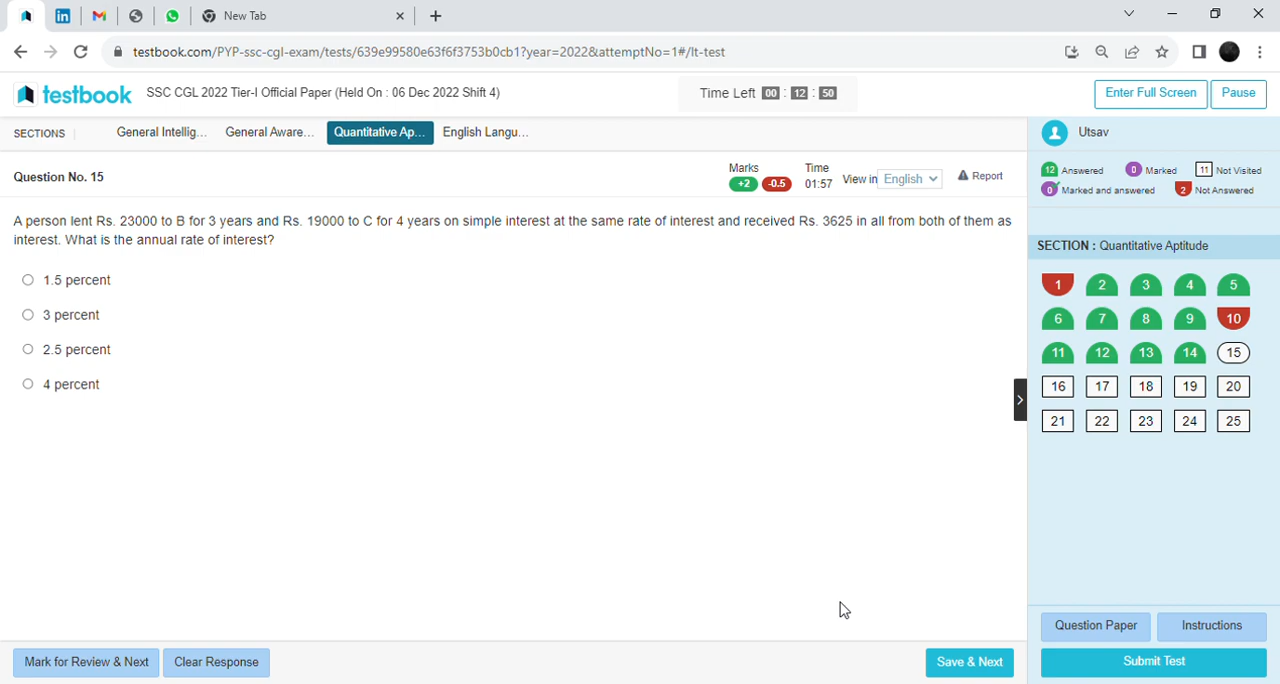 New Tab
testbook.com/PYP-ssc-cgl-exam/tests/639e99580e63f6f3753b0cb1?year=2022&attemptNo=1#/lt-test
testbook SSC CGL 2022 Tier-I Official Paper (Held On : 06 Dec 2022 Shift 4) Time Left 00 : 12 : 50 Enter Full Screen Pause
SECTIONS General Intellig... General Aware... Quantitative Ap... English Langu... Utsav
Question No. 15 Marks +2 -0.5 Time 01:57 View in English Report
12 Answered 0 Marked 11 Not Visited
0 Marked and answered 2 Not Answered
A person lent Rs. 23000 to B for 3 years and Rs. 19000 to C for 4 years on simple interest at the same rate of interest and received Rs. 3625 in all from both of them as
interest. What is the annual rate of interest?
1.5 percent
3 percent
2.5 percent
4 percent
SECTION : Quantitative Aptitude
1 2 3 4 5
6 7 8 9 10
11 12 13 14 15
16 17 18 19 20
21 22 23 24 25
Question Paper Instructions
Mark for Review & Next Clear Response Save & Next Submit Test